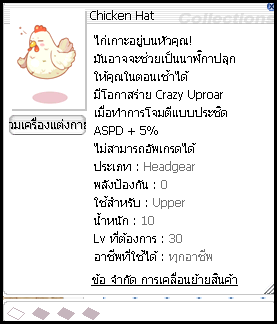 Chicken Hat
Collections
ไก่เกาะอยู่บนหัวคุณ!
มันอาจจะช่วยเป็นนาฬิกาปลุก
ให้คุณในตอนเช้าได้
มีโอกาสร่าย Crazy Uproar
เมื่อทำการโจมตีแบบประชิด
ASPD + 5%
ไม่สามารถอัพเกรดได้
ประเภท : Headgear
พลังป้องกัน : 0
ใช้สำหรับ : Upper
น้ำหนัก : 10
Lv ที่ต้องการ : 30
อาชีพที่ใช้ได้ : ทุกอาชีพ
วมเครื่องแต่งกาย
ข้อ จำกัด การเคลื่อนย้ายสินค้า